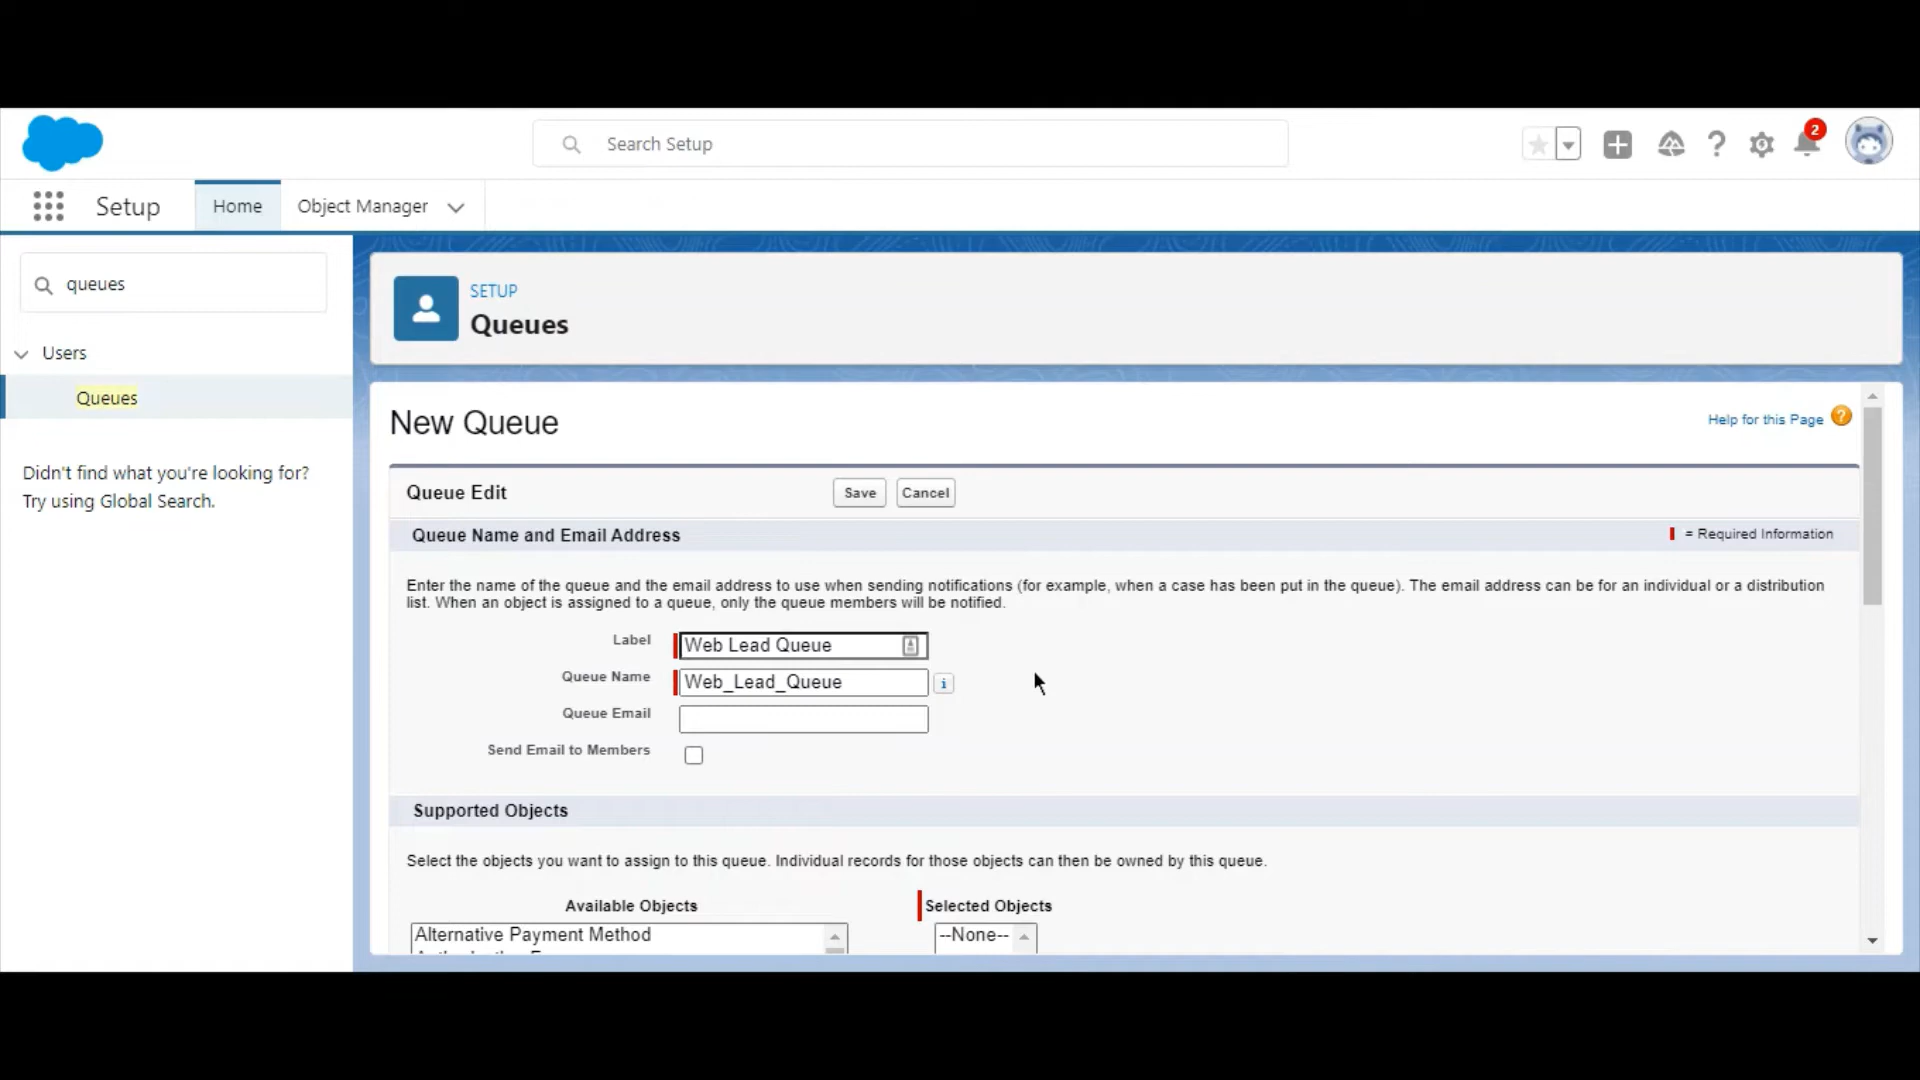 Search Setup
2
Setup
Home
Object Manager
queues
Users
Queues
Didn't find what you're looking for?
Try using Global Search.
SETUP
Queues
New Queue
Help for this Page
?
Queue Edit
Save
Cancel
Queue Name and Email Address
= Required Information
Enter the name of the queue and the email address to use when sending notifications (for example, when a case has been put in the queue). The email address can be for an individual or a distribution
list. When an object is assigned to a queue, only the queue members will be notified.
Label
Web Lead Queue
Queue Name
Web_Lead_Queue
i
Queue Email
Send Email to Members
Supported Objects
Select the objects you want to assign to this queue. Individual records for those objects can then be owned by this queue.
Available Objects
Selected Objects
Alternative Payment Method
--None--